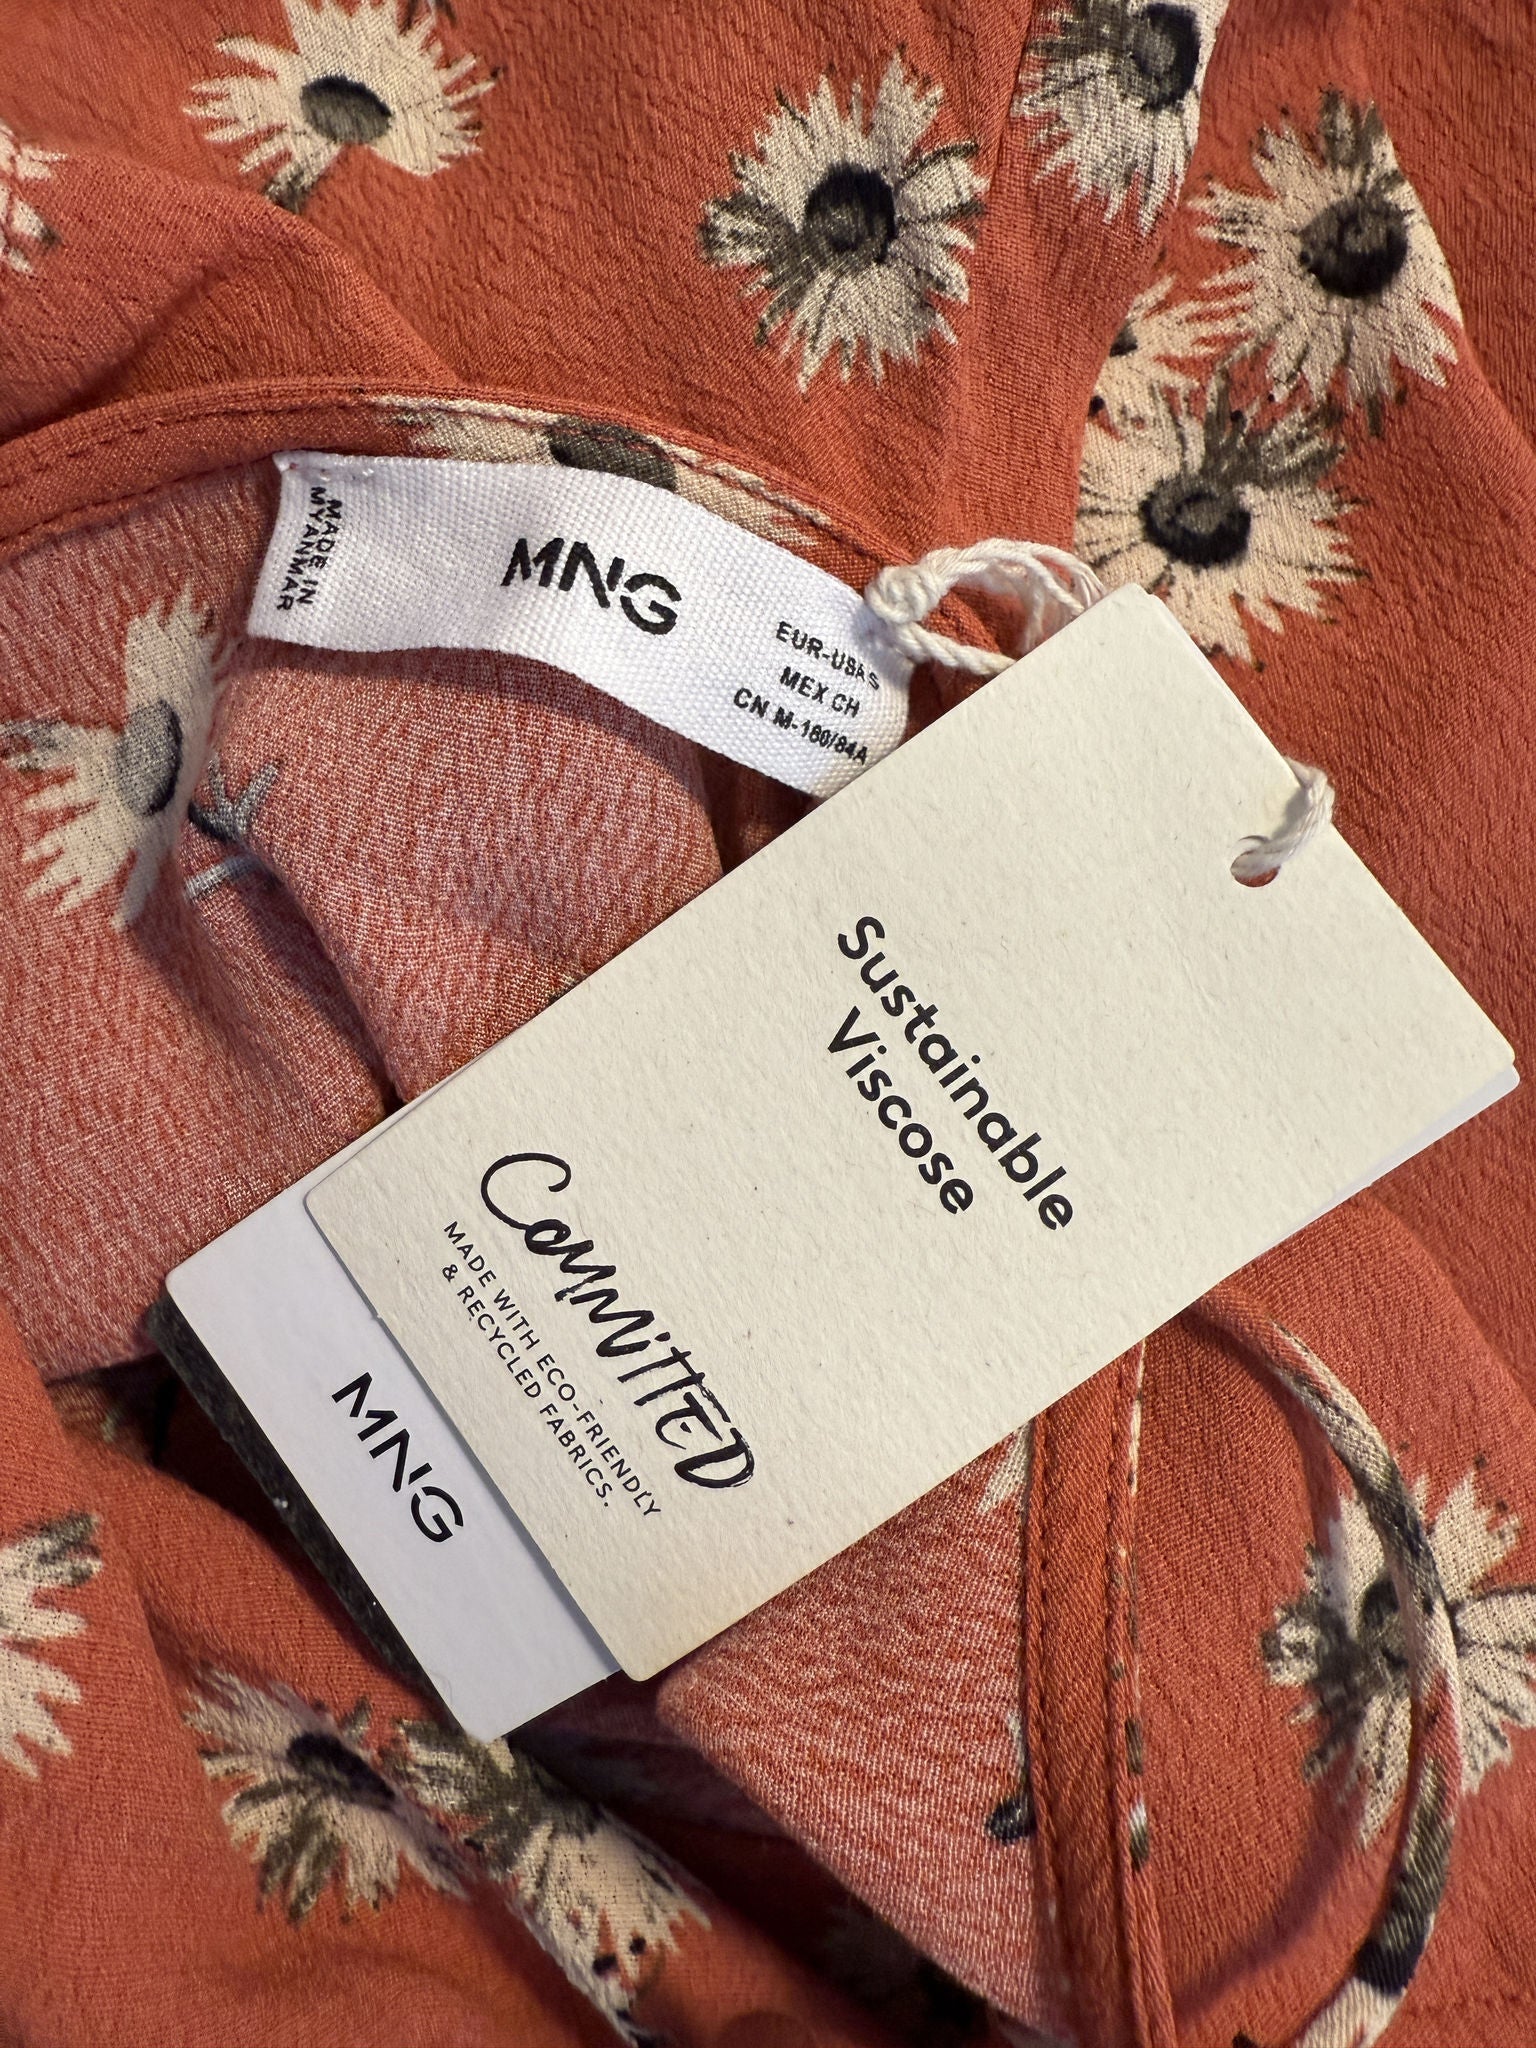 MADE IN
MYANMAR
MNG
EUR-USA S
MEX CH
CN M-160/84A
Sustainable
Viscose
Committed
MADE WITH ECO-FRIENDLY
& RECYCLED FABRICS.
MNG